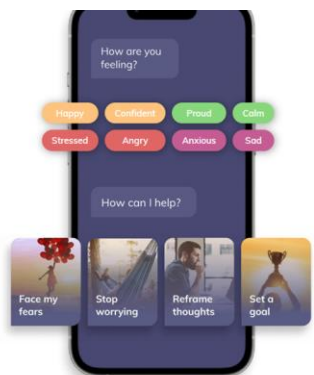 How are you
feeling?
Happy Confident Proud Calm
Stressed Angry Anxious Sad
How can I help?
Face my
fears
Stop
worrying
Reframe
thoughts
Set a
goal